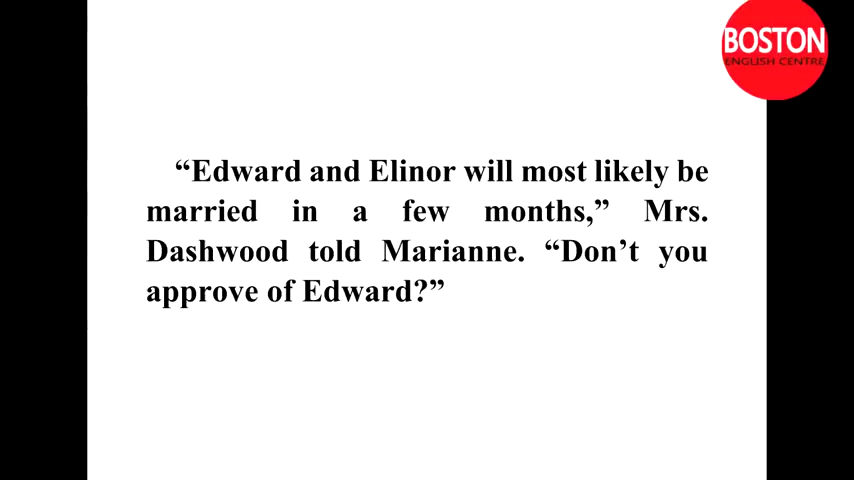 BOSTON
ENGLISH CENTRE
“Edward and Elinor will most likely be
married in a few months,” Mrs.
Dashwood told Marianne. “Don’t you
approve of Edward?”